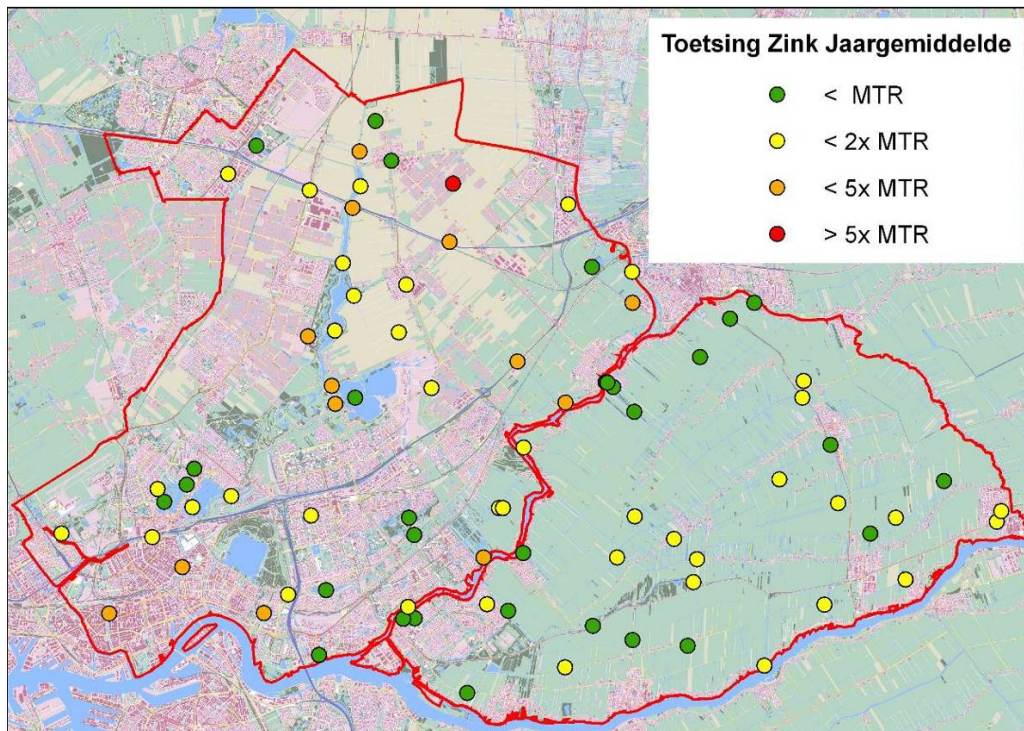 Toetsing Zink Jaargemiddelde
< MTR
< 2x MTR
< 5x MTR
> 5x MTR